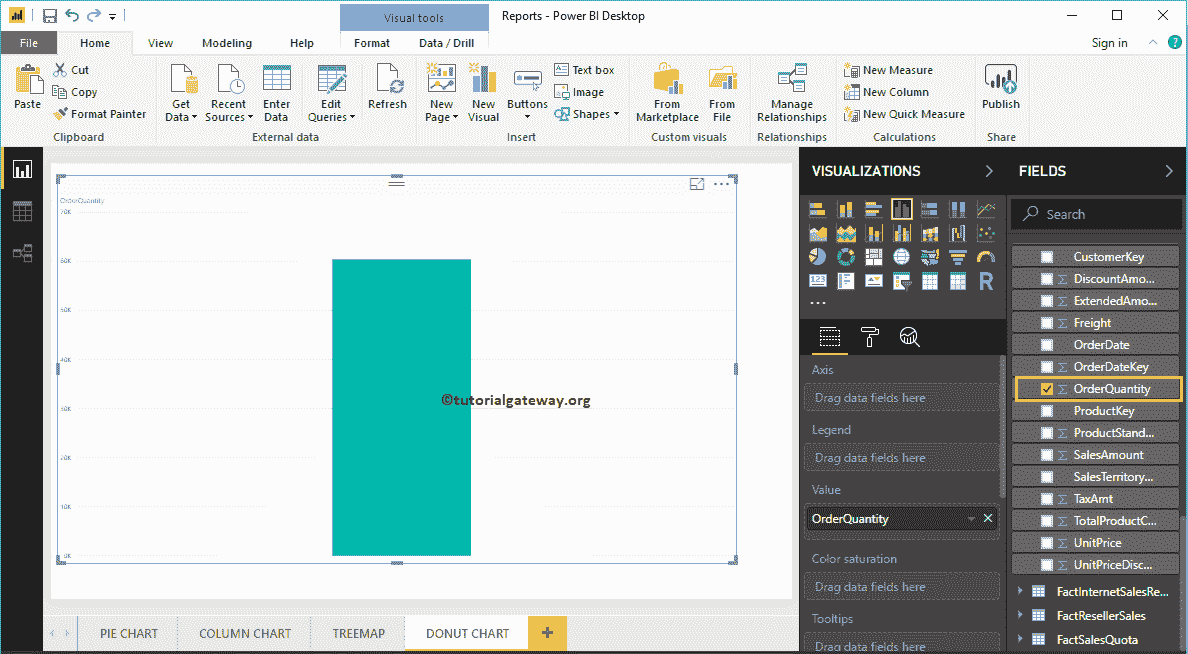 Visual tools
Reports - Power BI Desktop
File
Home
View
Modeling
Help
Format
Data / Drill
Sign in
?
Paste
Cut
Copy
Format Painter
Clipboard
Get Data
Recent Sources
Enter Data
Edit Queries
External data
Refresh
New Page
New Visual
Buttons
Text box
Image
Shapes
Insert
From Marketplace
From File
Custom visuals
Manage Relationships
Relationships
New Measure
New Column
New Quick Measure
Calculations
Publish
Share
OrderQuantity
70K
60K
50K
40K
30K
20K
10K
0K
©tutorialgateway.org
VISUALIZATIONS
123
R
...
Axis
Drag data fields here
Legend
Drag data fields here
Value
OrderQuantity
Color saturation
Drag data fields here
Tooltips
Drag data fields here
FIELDS
Search
CustomerKey
Σ DiscountAmo...
Σ ExtendedAmo...
Σ Freight
OrderDate
Σ OrderDateKey
Σ OrderQuantity
ProductKey
Σ ProductStand...
Σ SalesAmount
SalesTerritory...
Σ TaxAmt
Σ TotalProductC...
Σ UnitPrice
Σ UnitPriceDisc...
FactInternetSalesRe...
FactResellerSales
FactSalesQuota
PIE CHART
COLUMN CHART
TREEMAP
DONUT CHART
+